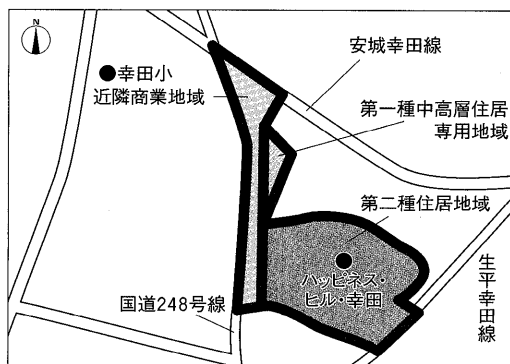 N
安城幸田線
●幸田小
近隣商業地域
第一種中高層住居
専用地域
第二種住居地域
ハッピネス・
ヒル・幸田
生平幸田線
国道248号線